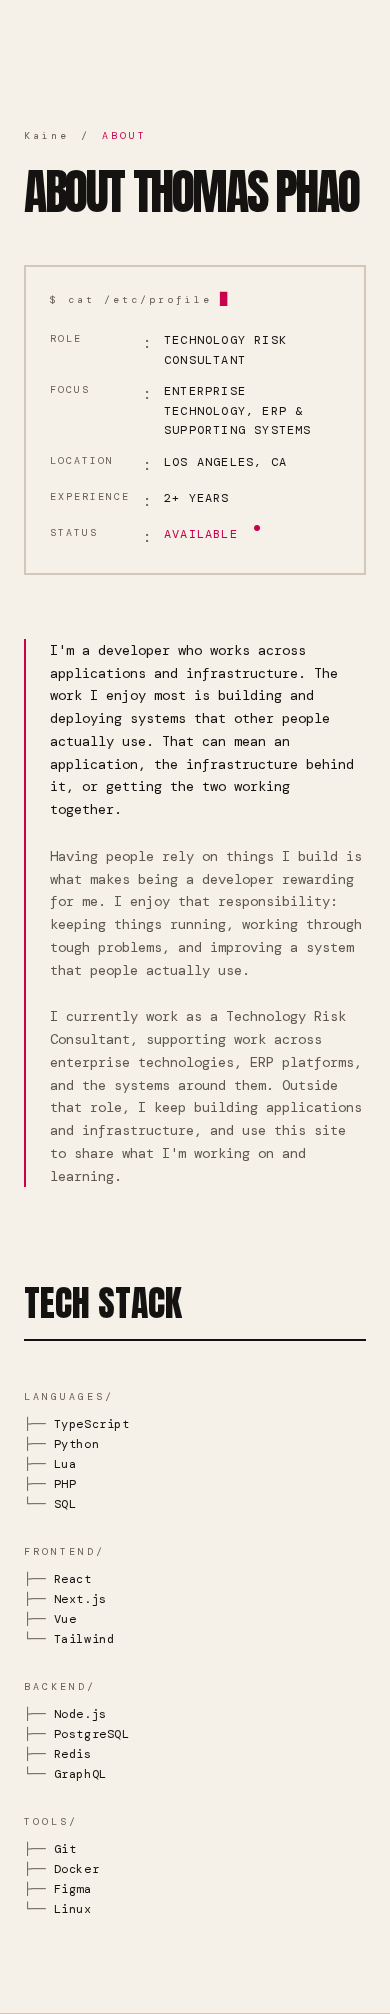 Kaine / ABOUT
ABOUT THOMAS PHAO
$ cat /etc/profile
ROLE : TECHNOLOGY RISK
CONSULTANT
FOCUS : ENTERPRISE
TECHNOLOGY, ERP &
SUPPORTING SYSTEMS
LOCATION : LOS ANGELES, CA
EXPERIENCE : 2+ YEARS
STATUS : AVAILABLE
I'm a developer who works across
applications and infrastructure. The
work I enjoy most is building and
deploying systems that other people
actually use. That can mean an
application, the infrastructure behind
it, or getting the two working
together.
Having people rely on things I build is
what makes being a developer rewarding
for me. I enjoy that responsibility:
keeping things running, working through
tough problems, and improving a system
that people actually use.
I currently work as a Technology Risk
Consultant, supporting work across
enterprise technologies, ERP platforms,
and the systems around them. Outside
that role, I keep building applications
and infrastructure, and use this site
to share what I'm working on and
learning.
TECH STACK
LANGUAGES/
├── TypeScript
├── Python
├── Lua
├── PHP
└── SQL
FRONTEND/
├── React
├── Next.js
├── Vue
└── Tailwind
BACKEND/
├── Node.js
├── PostgreSQL
├── Redis
└── GraphQL
TOOLS/
├── Git
├── Docker
├── Figma
└── Linux